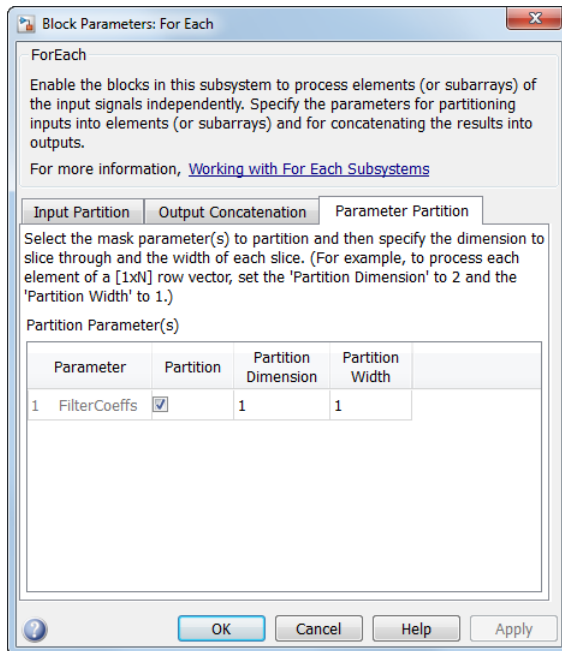 Block Parameters: For Each
ForEach
Enable the blocks in this subsystem to process elements (or subarrays) of
the input signals independently. Specify the parameters for partitioning
inputs into elements (or subarrays) and for concatenating the results into
outputs.
For more information, Working with For Each Subsystems
Input Partition Output Concatenation Parameter Partition
Select the mask parameter(s) to partition and then specify the dimension to
slice through and the width of each slice. (For example, to process each
element of a [1xN] row vector, set the 'Partition Dimension' to 2 and the
'Partition Width' to 1.)
Partition Parameter(s)
Parameter Partition Partition Dimension Partition Width
1 FilterCoeffs 1 1
OK Cancel Help Apply